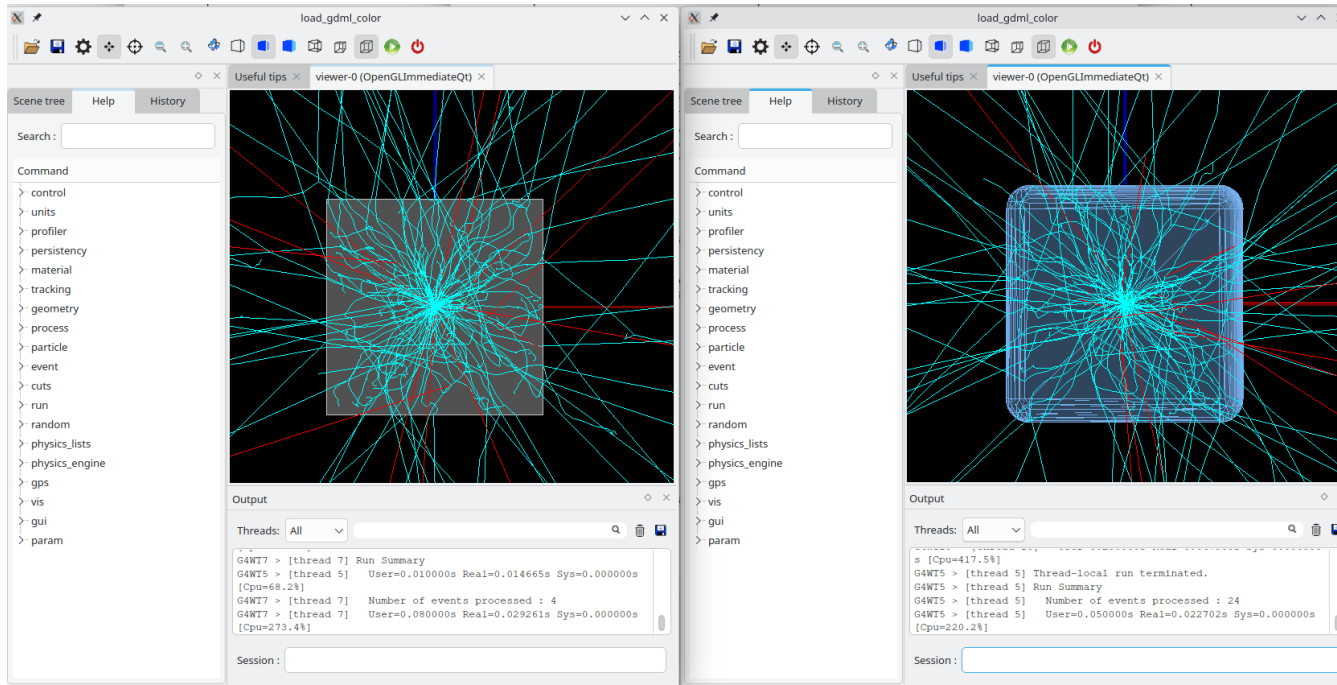 load_gdml_color
Useful tips
viewer-0 (OpenGLImmediateQt)
Scene tree
Help
History
Search :
Command
control
units
profiler
persistency
material
tracking
geometry
process
particle
event
cuts
run
random
physics_lists
physics_engine
gps
vis
gui
param
Output
Threads: All
G4WT7 > [thread 7] Run Summary
G4WT5 > [thread 5]   User=0.010000s Real=0.014665s Sys=0.000000s
[Cpu=68.2%]
G4WT7 > [thread 7]   Number of events processed : 4
G4WT7 > [thread 7]   User=0.080000s Real=0.029261s Sys=0.000000s
[Cpu=273.4%]
Session :
load_gdml_color
Useful tips
viewer-0 (OpenGLImmediateQt)
Scene tree
Help
History
Search :
Command
control
units
profiler
persistency
material
tracking
geometry
process
particle
event
cuts
run
random
physics_lists
physics_engine
gps
vis
gui
param
Output
Threads: All
s [Cpu=417.5%]
G4WT5 > [thread 5] Thread-local run terminated.
G4WT5 > [thread 5] Run Summary
G4WT5 > [thread 5]   Number of events processed : 24
G4WT5 > [thread 5]   User=0.050000s Real=0.022702s Sys=0.000000s
[Cpu=220.2%]
Session :